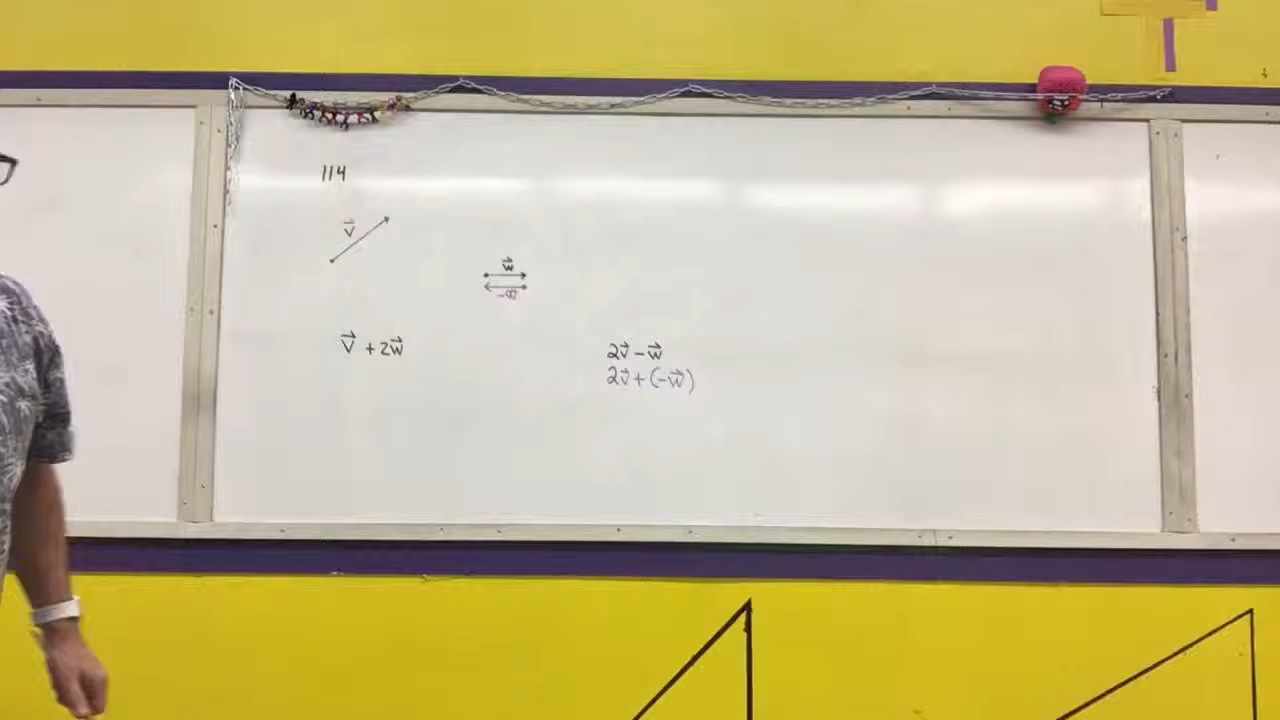 114
v⃗
w⃗
-w⃗
v⃗ + 2w⃗
2v⃗ - w⃗
2v⃗ + (-w⃗)